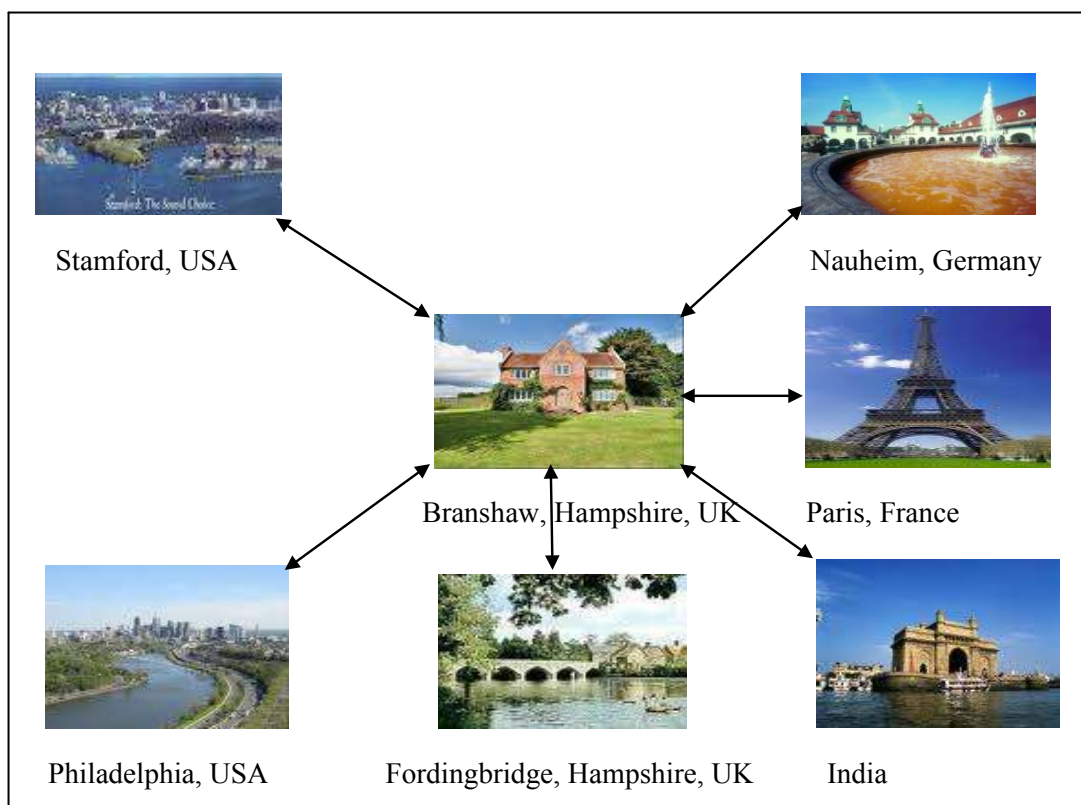 Stamford: The Sound Choice
Stamford, USA
Nauheim, Germany
Branshaw, Hampshire, UK
Paris, France
Philadelphia, USA
Fordingbridge, Hampshire, UK
India